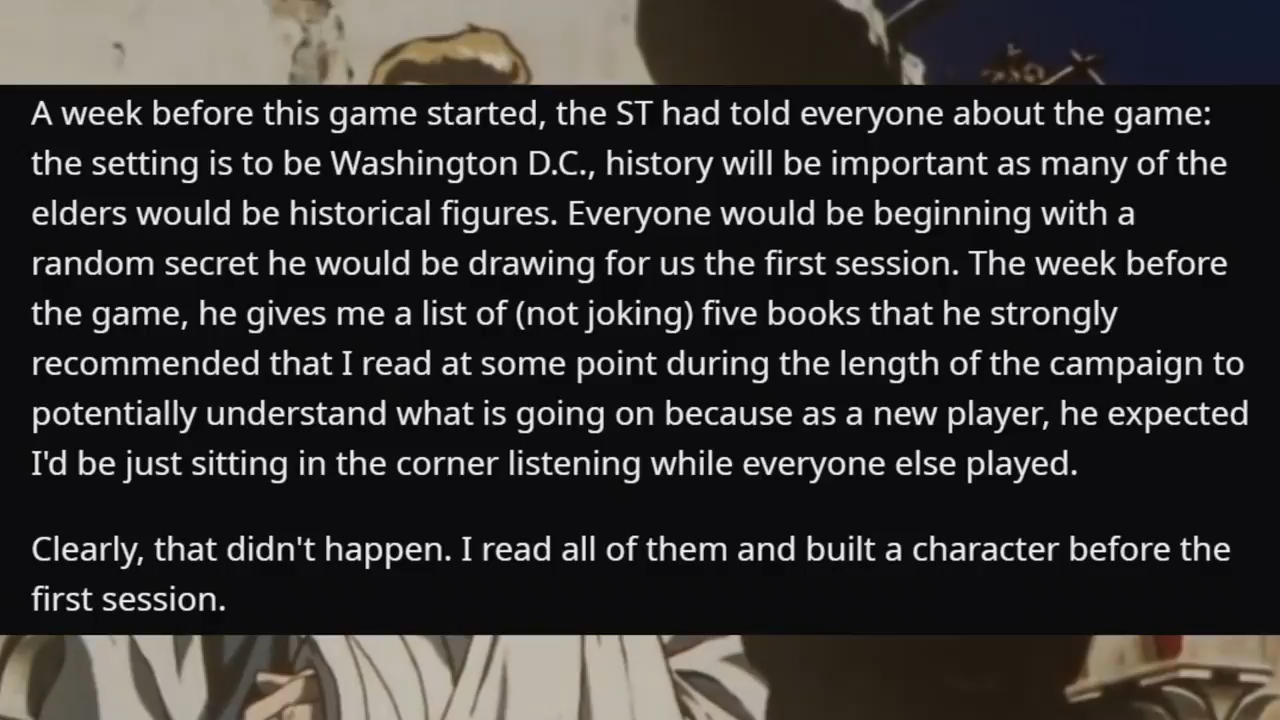 A week before this game started, the ST had told everyone about the game:
the setting is to be Washington D.C., history will be important as many of the
elders would be historical figures. Everyone would be beginning with a
random secret he would be drawing for us the first session. The week before
the game, he gives me a list of (not joking) five books that he strongly
recommended that I read at some point during the length of the campaign to
potentially understand what is going on because as a new player, he expected
I'd be just sitting in the corner listening while everyone else played.
Clearly, that didn't happen. I read all of them and built a character before the
first session.